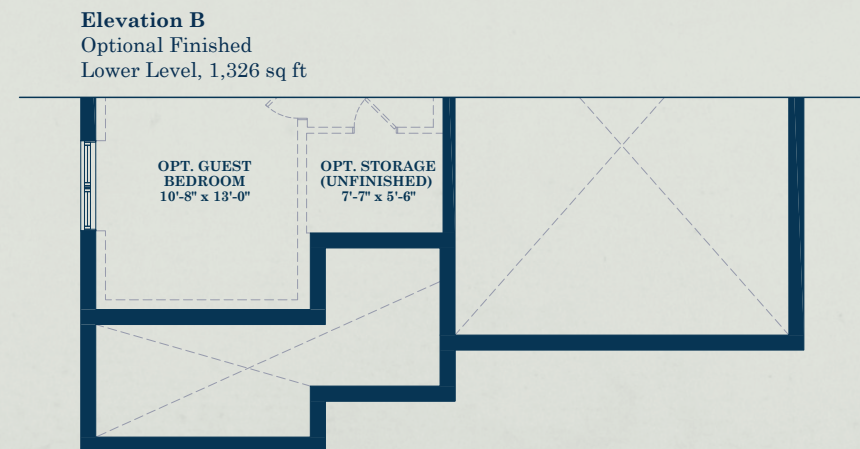 Elevation B
Optional Finished
Lower Level, 1,326 sq ft
OPT. GUEST
BEDROOM
10'-8" x 13'-0"
OPT. STORAGE
(UNFINISHED)
7'-7" x 5'-6"